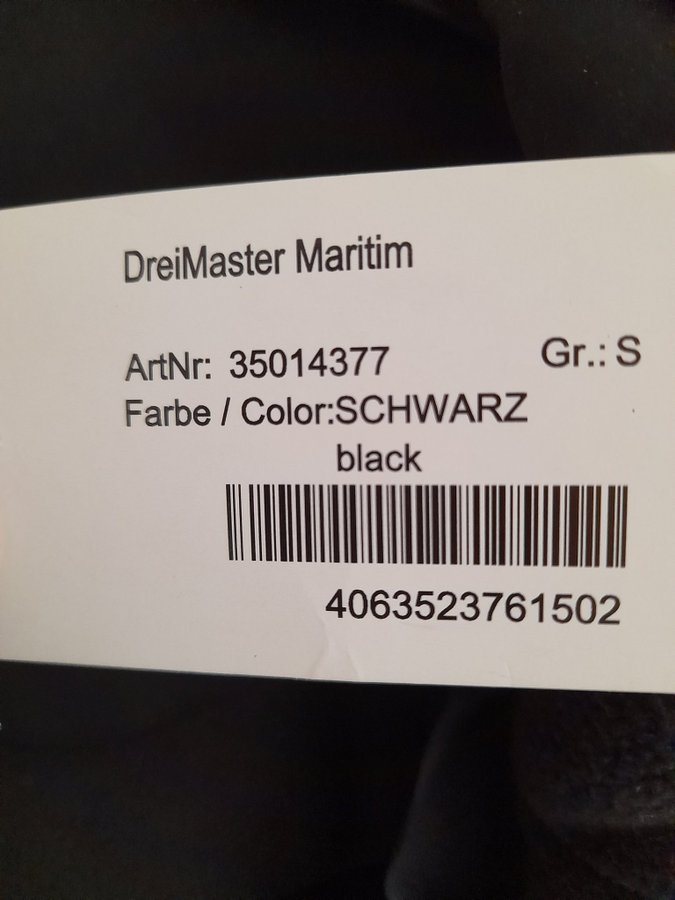 DreiMaster Maritim
ArtNr: 35014377 Gr.: S
Farbe / Color:SCHWARZ
black
4063523761502